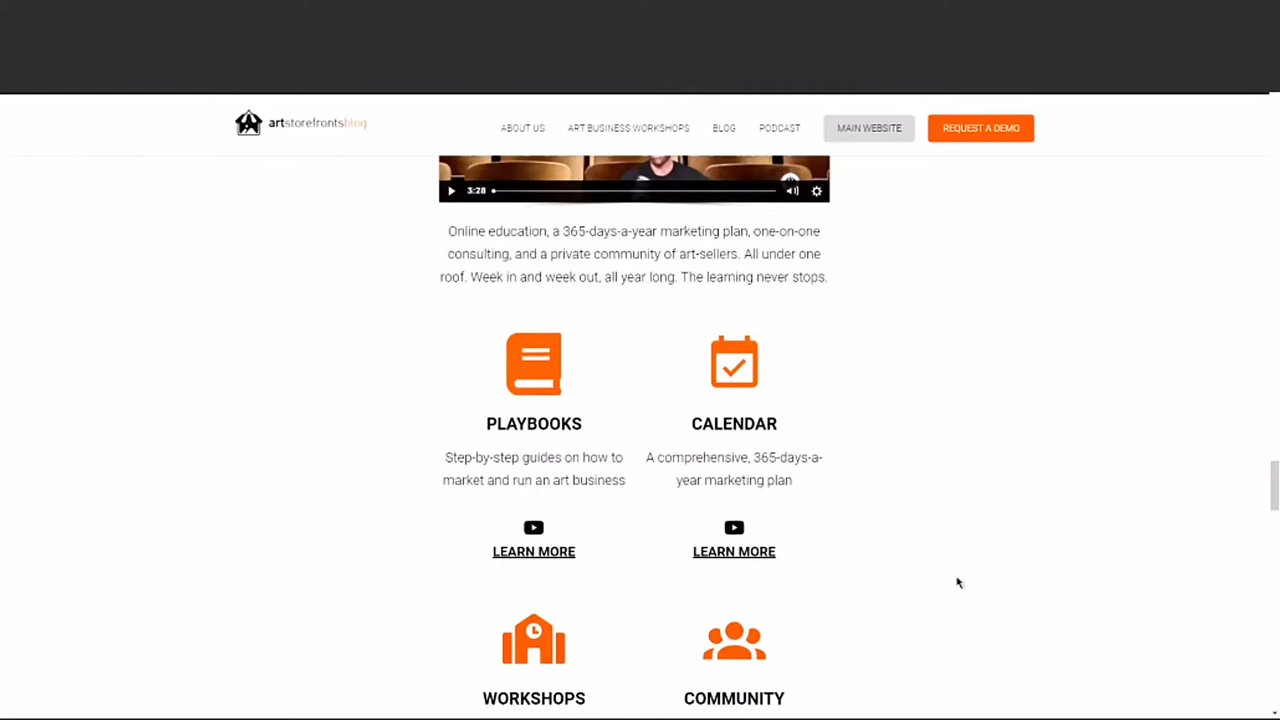 artstorefrontsblog
ABOUT US ART BUSINESS WORKSHOPS BLOG PODCAST MAIN WEBSITE REQUEST A DEMO
3:28
Online education, a 365-days-a-year marketing plan, one-on-one
consulting, and a private community of art-sellers. All under one
roof. Week in and week out, all year long. The learning never stops.
PLAYBOOKS
Step-by-step guides on how to
market and run an art business
LEARN MORE
CALENDAR
A comprehensive, 365-days-a-
year marketing plan
LEARN MORE
WORKSHOPS
COMMUNITY